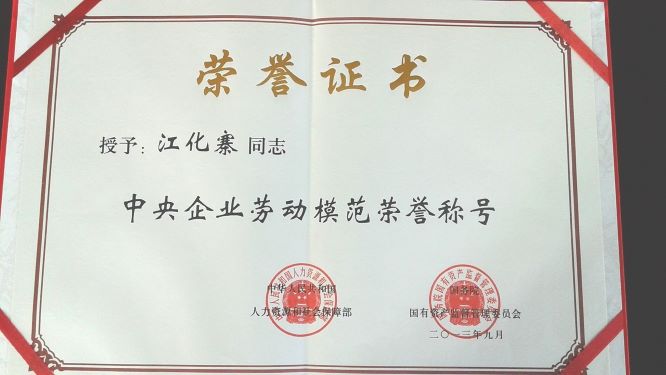 荣誉证书
授予：江化寨 同志
中央企业劳动模范荣誉称号
中华人民共和国
人力资源和社会保障部
国务院
国有资产监督管理委员会
二〇一三年九月